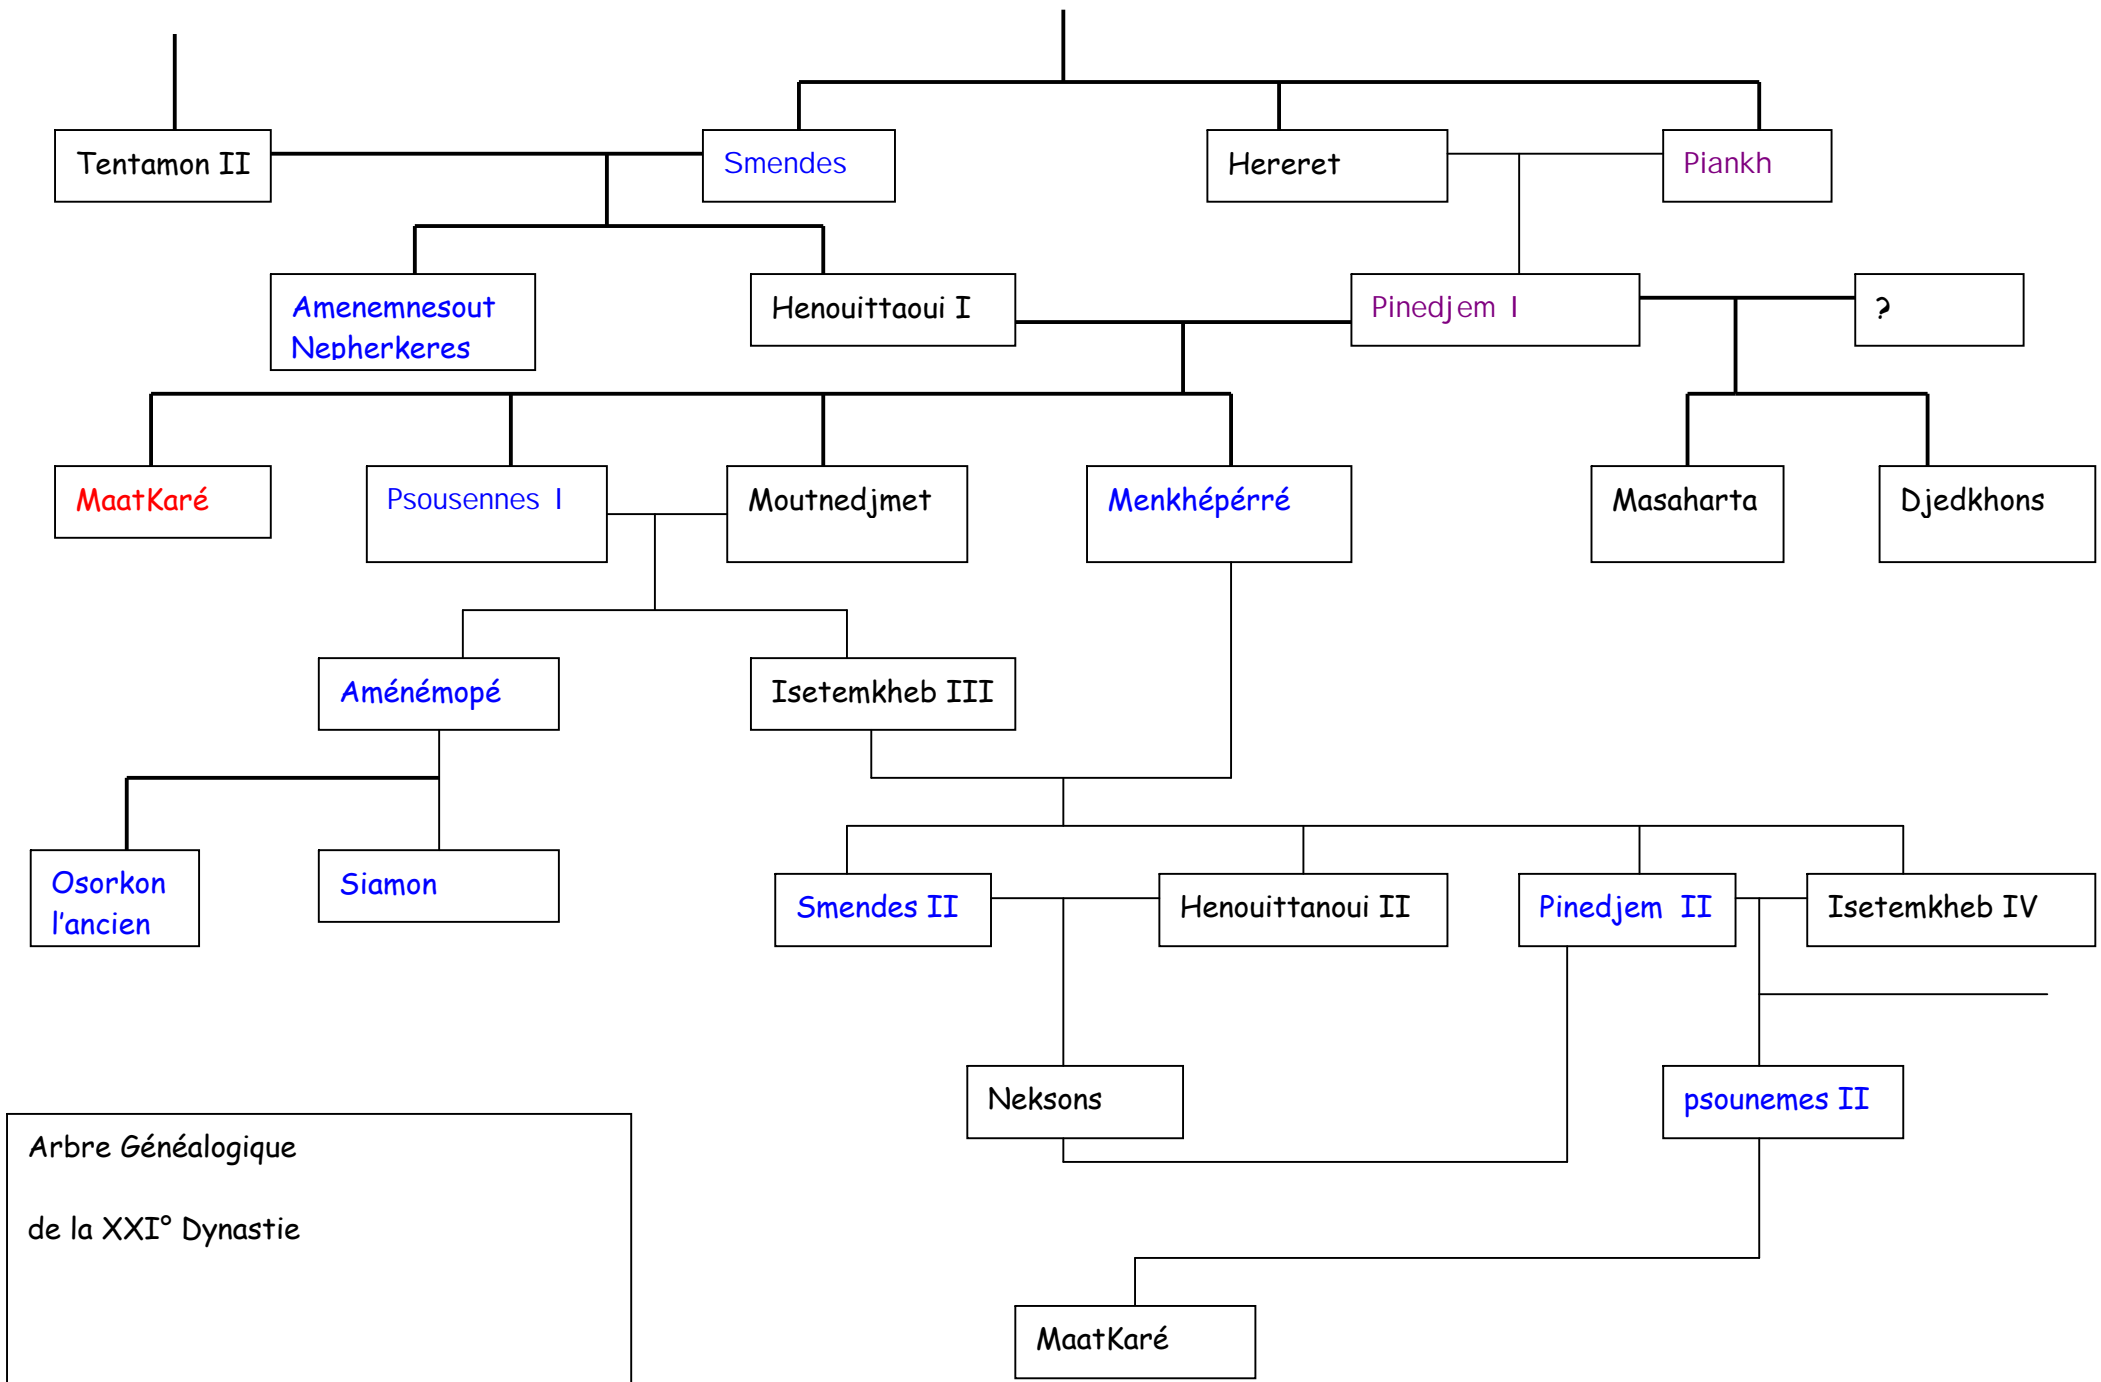 Tentamon II
Smendes
Hereret
Piankh
Amenemnesout
Nepherkeres
Henouittaoui I
Pinedjem I
?
MaatKaré
Psousennes I
Moutnedjmet
Menkhépérré
Masaharta
Djedkhons
Aménémopé
Isetemkheb III
Osorkon
l'ancien
Siamon
Smendes II
Henouittanoui II
Pinedjem II
Isetemkheb IV
Neksons
psounemes II
Arbre Généalogique
de la XXI° Dynastie
MaatKaré